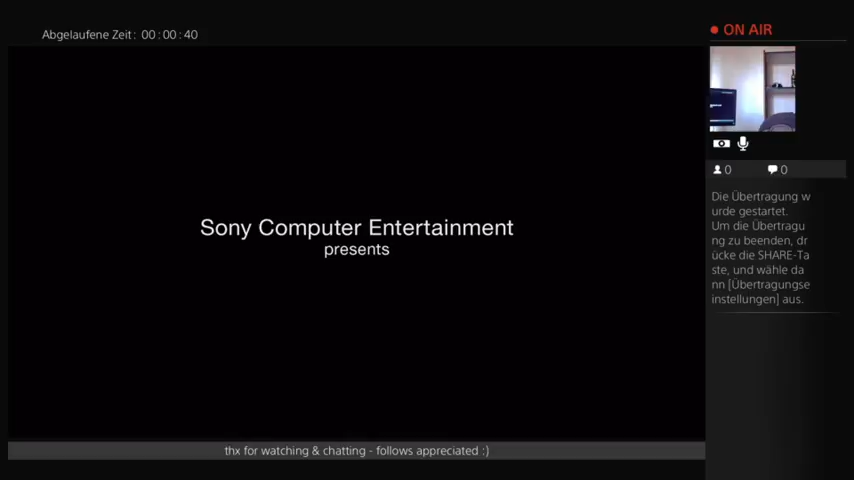 Abgelaufene Zeit: 00:00:40
ON AIR
Sony Computer Entertainment
presents
0 0
Die Übertragung w
urde gestartet.
Um die Übertragu
ng zu beenden, dr
ücke die SHARE-Ta
ste, und wähle da
nn [Übertragungse
instellungen] aus.
thx for watching & chatting - follows appreciated :)